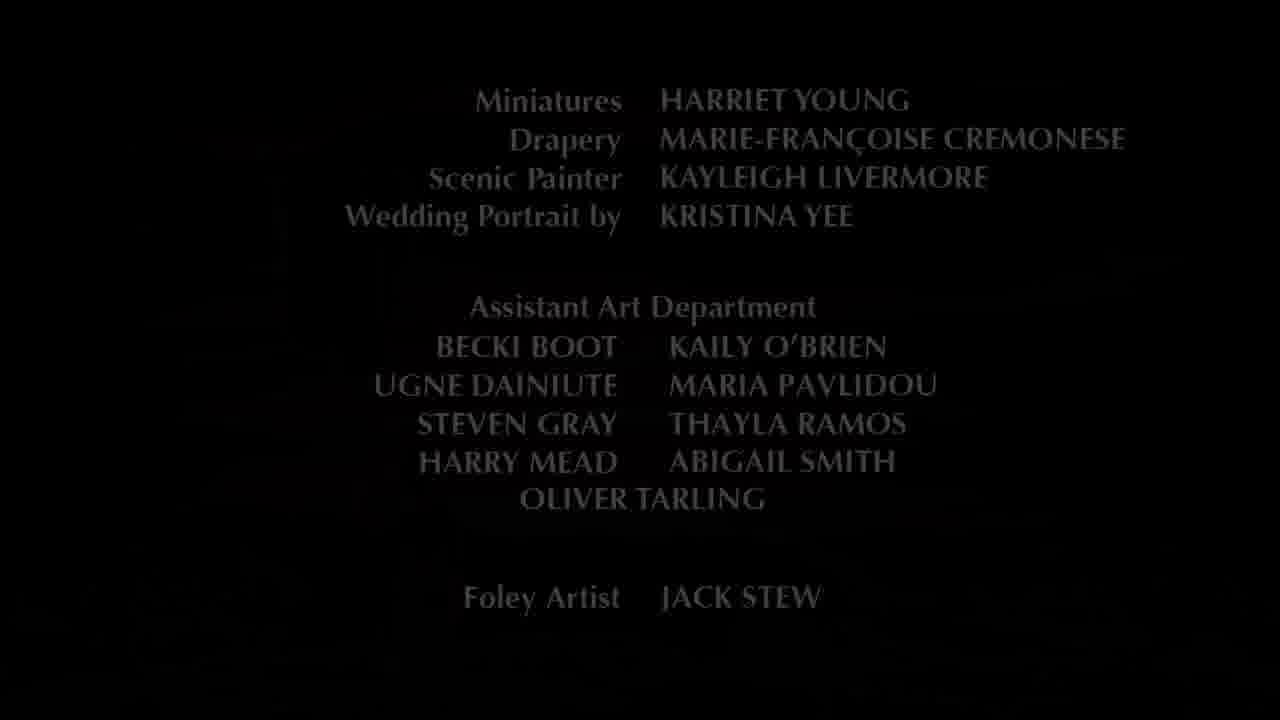 Miniatures HARRIET YOUNG
Drapery MARIE-FRANÇOISE CREMONESE
Scenic Painter KAYLEIGH LIVERMORE
Wedding Portrait by KRISTINA YEE
Assistant Art Department
BECKI BOOT KAILY O'BRIEN
UGNE DAINIUTE MARIA PAVLIDOU
STEVEN GRAY THAYLA RAMOS
HARRY MEAD ABIGAIL SMITH
OLIVER TARLING
Foley Artist JACK STEW